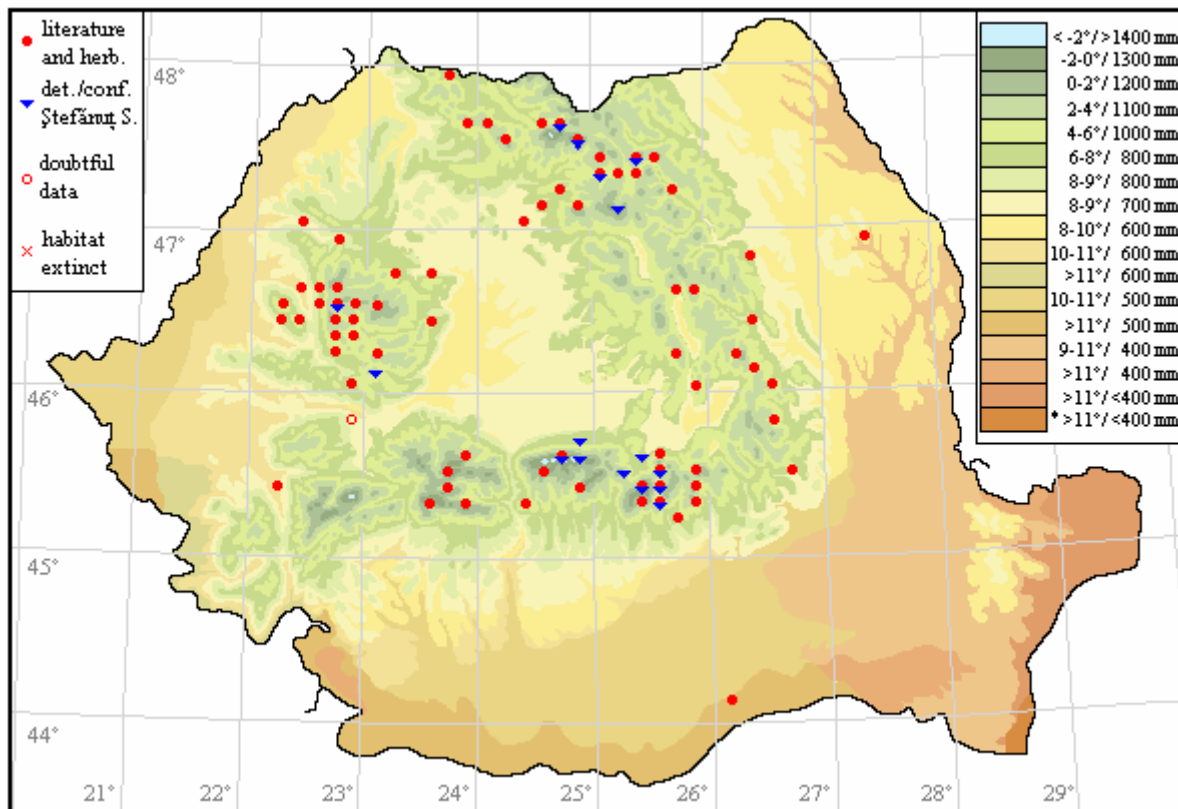 literature
and herb.
det./conf.
Ștefănuț S.
doubtful
data
habitat
extinct
< -2°/>1400 mm
-2-0°/ 1300 mm
0-2°/ 1200 mm
2-4°/ 1100 mm
4-6°/ 1000 mm
6-8°/ 800 mm
8-9°/ 800 mm
8-9°/ 700 mm
8-10°/ 600 mm
10-11°/ 600 mm
>11°/ 600 mm
10-11°/ 500 mm
>11°/ 500 mm
9-11°/ 400 mm
>11°/ 400 mm
>11°/<400 mm
* >11°/<400 mm
48°
47°
46°
45°
44°
21°
22°
23°
24°
25°
26°
27°
28°
29°